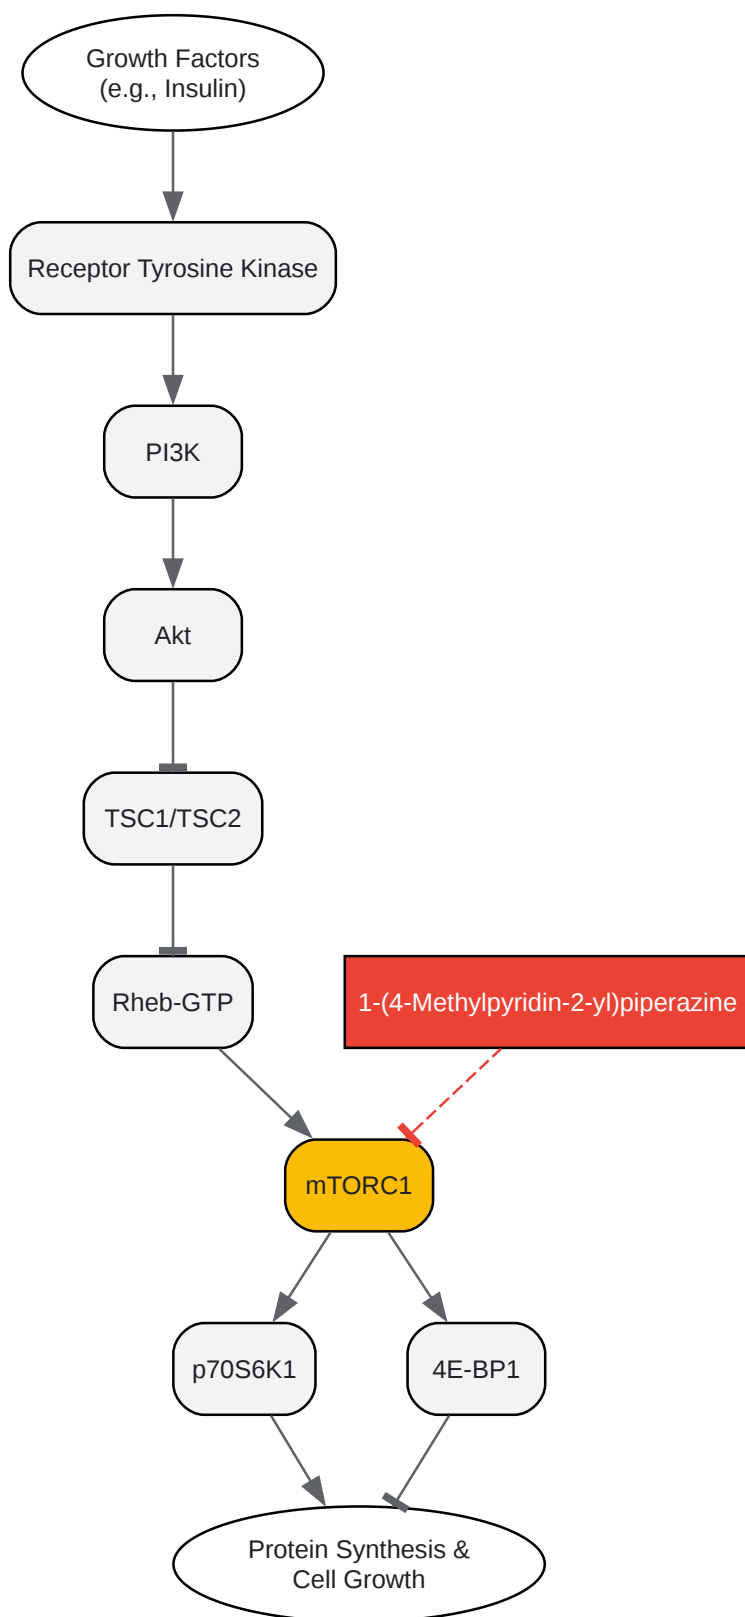 Growth Factors
(e.g., Insulin)
Receptor Tyrosine Kinase
PI3K
Akt
TSC1/TSC2
Rheb-GTP
1-(4-Methylpyridin-2-yl)piperazine
mTORC1
p70S6K1
4E-BP1
Protein Synthesis &
Cell Growth